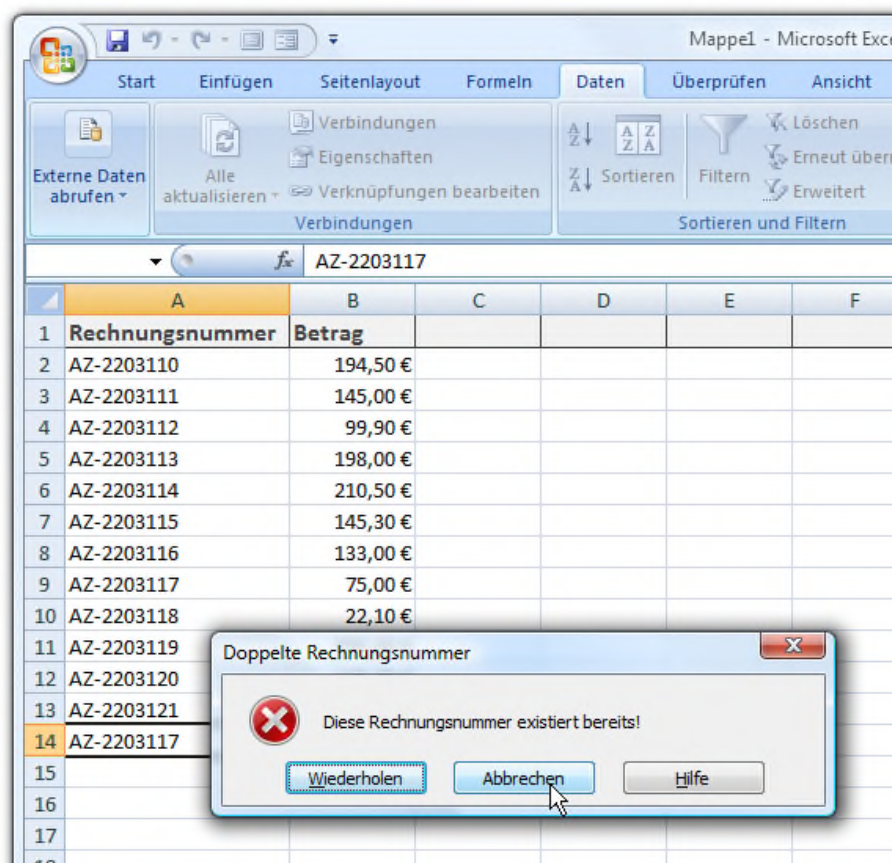 Mappe1 - Microsoft Exc
Start Einfügen Seitenlayout Formeln Daten Überprüfen Ansicht
Externe Daten abrufen
Alle aktualisieren
Verbindungen
Eigenschaften
Verknüpfungen bearbeiten
Verbindungen
A Z
Z A
A Z
Z A
Sortieren
Filtern
Löschen
Erneut über
Erweitert
Sortieren und Filtern
fx AZ-2203117
A B C D E F
1 Rechnungsnummer Betrag
2 AZ-2203110 194,50 €
3 AZ-2203111 145,00 €
4 AZ-2203112 99,90 €
5 AZ-2203113 198,00 €
6 AZ-2203114 210,50 €
7 AZ-2203115 145,30 €
8 AZ-2203116 133,00 €
9 AZ-2203117 75,00 €
10 AZ-2203118 22,10 €
11 AZ-2203119
12 AZ-2203120
13 AZ-2203121
14 AZ-2203117
15
16
17
Doppelte Rechnungsnummer
Diese Rechnungsnummer existiert bereits!
Wiederholen Abbrechen Hilfe